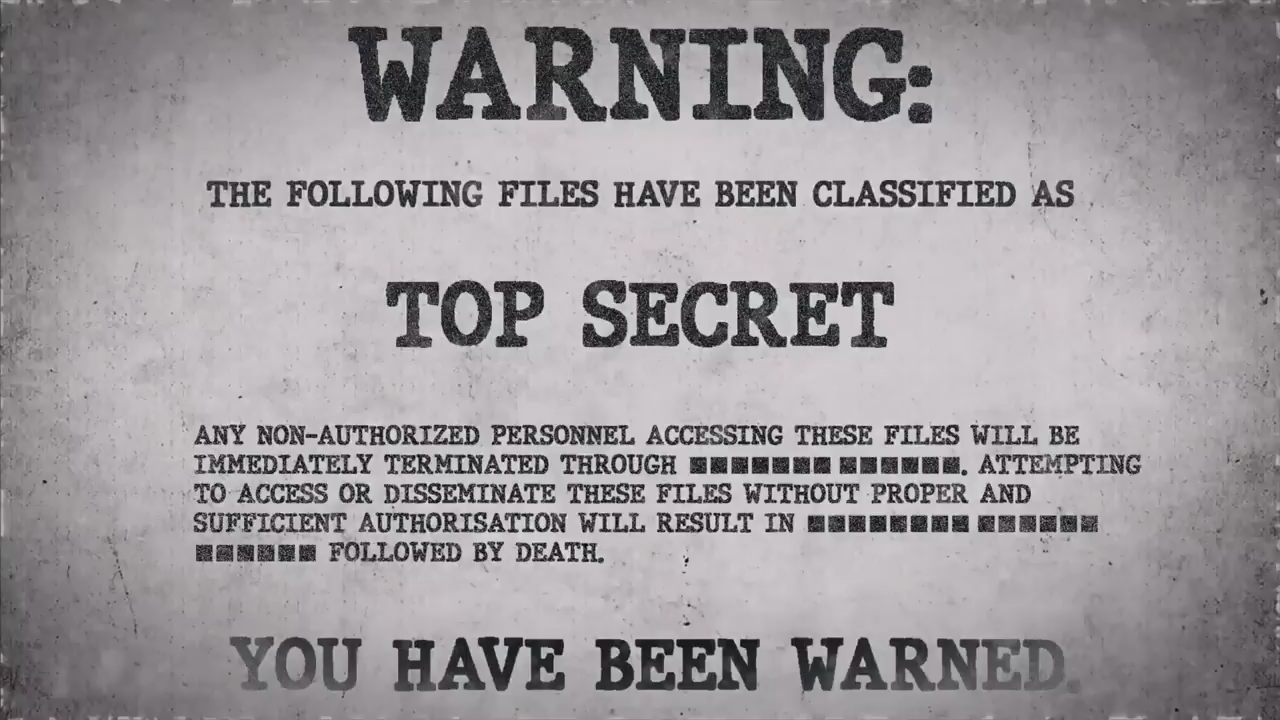 WARNING:
THE FOLLOWING FILES HAVE BEEN CLASSIFIED AS
TOP SECRET
ANY NON-AUTHORIZED PERSONNEL ACCESSING THESE FILES WILL BE
IMMEDIATELY TERMINATED THROUGH ■■■■■■■ ■■■■■■. ATTEMPTING
TO ACCESS OR DISSEMINATE THESE FILES WITHOUT PROPER AND
SUFFICIENT AUTHORISATION WILL RESULT IN ■■■■■■■■ ■■■■■■
■■■■■■ FOLLOWED BY DEATH.
YOU HAVE BEEN WARNED.